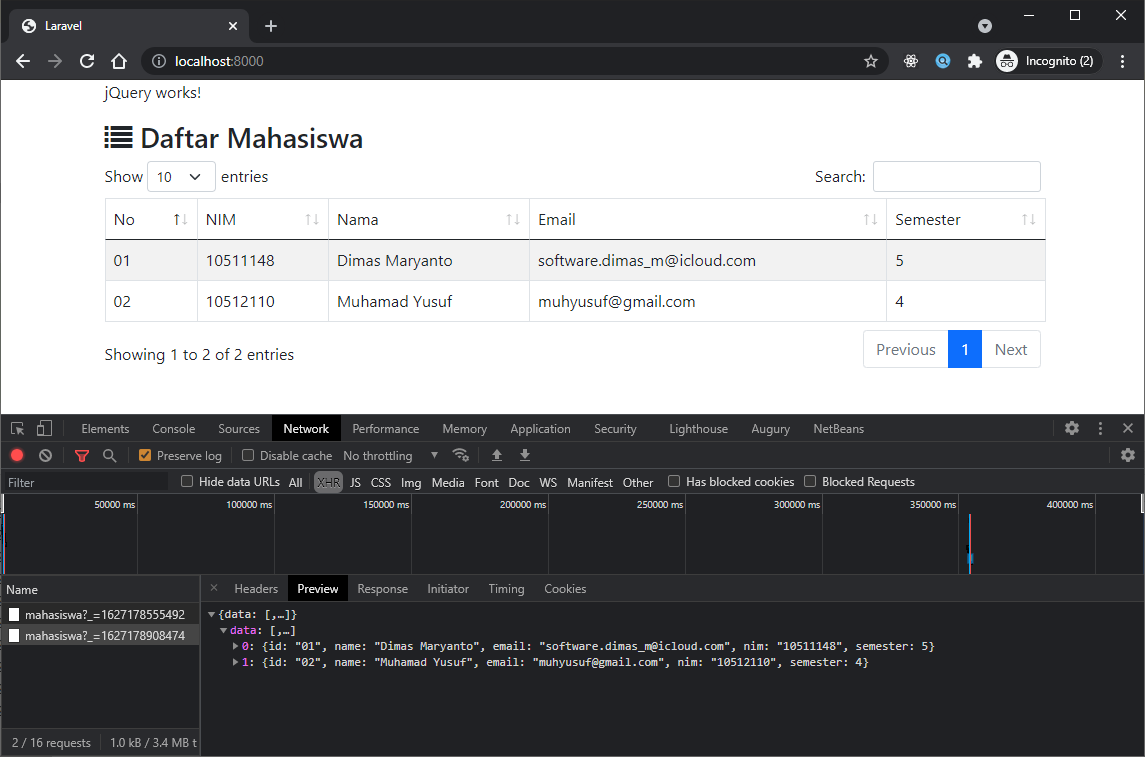 Laravel
localhost:8000
Incognito (2)
jQuery works!
Daftar Mahasiswa
Show 10 entries
Search:
No NIM Nama Email Semester
01 10511148 Dimas Maryanto software.dimas_m@icloud.com 5
02 10512110 Muhamad Yusuf muhyusuf@gmail.com 4
Showing 1 to 2 of 2 entries
Previous 1 Next
Elements Console Sources Network Performance Memory Application Security Lighthouse Augury NetBeans
Preserve log Disable cache No throttling
Filter Hide data URLs All XHR JS CSS Img Media Font Doc WS Manifest Other Has blocked cookies Blocked Requests
50000 ms 100000 ms 150000 ms 200000 ms 250000 ms 300000 ms 350000 ms 400000 ms
Name
mahasiswa?_=1627178555492
mahasiswa?_=1627178908474
2 / 16 requests 1.0 kB / 3.4 MB t
Headers Preview Response Initiator Timing Cookies
{data: [,…]}
data: [,…]
0: {id: "01", name: "Dimas Maryanto", email: "software.dimas_m@icloud.com", nim: "10511148", semester: 5}
1: {id: "02", name: "Muhamad Yusuf", email: "muhyusuf@gmail.com", nim: "10512110", semester: 4}